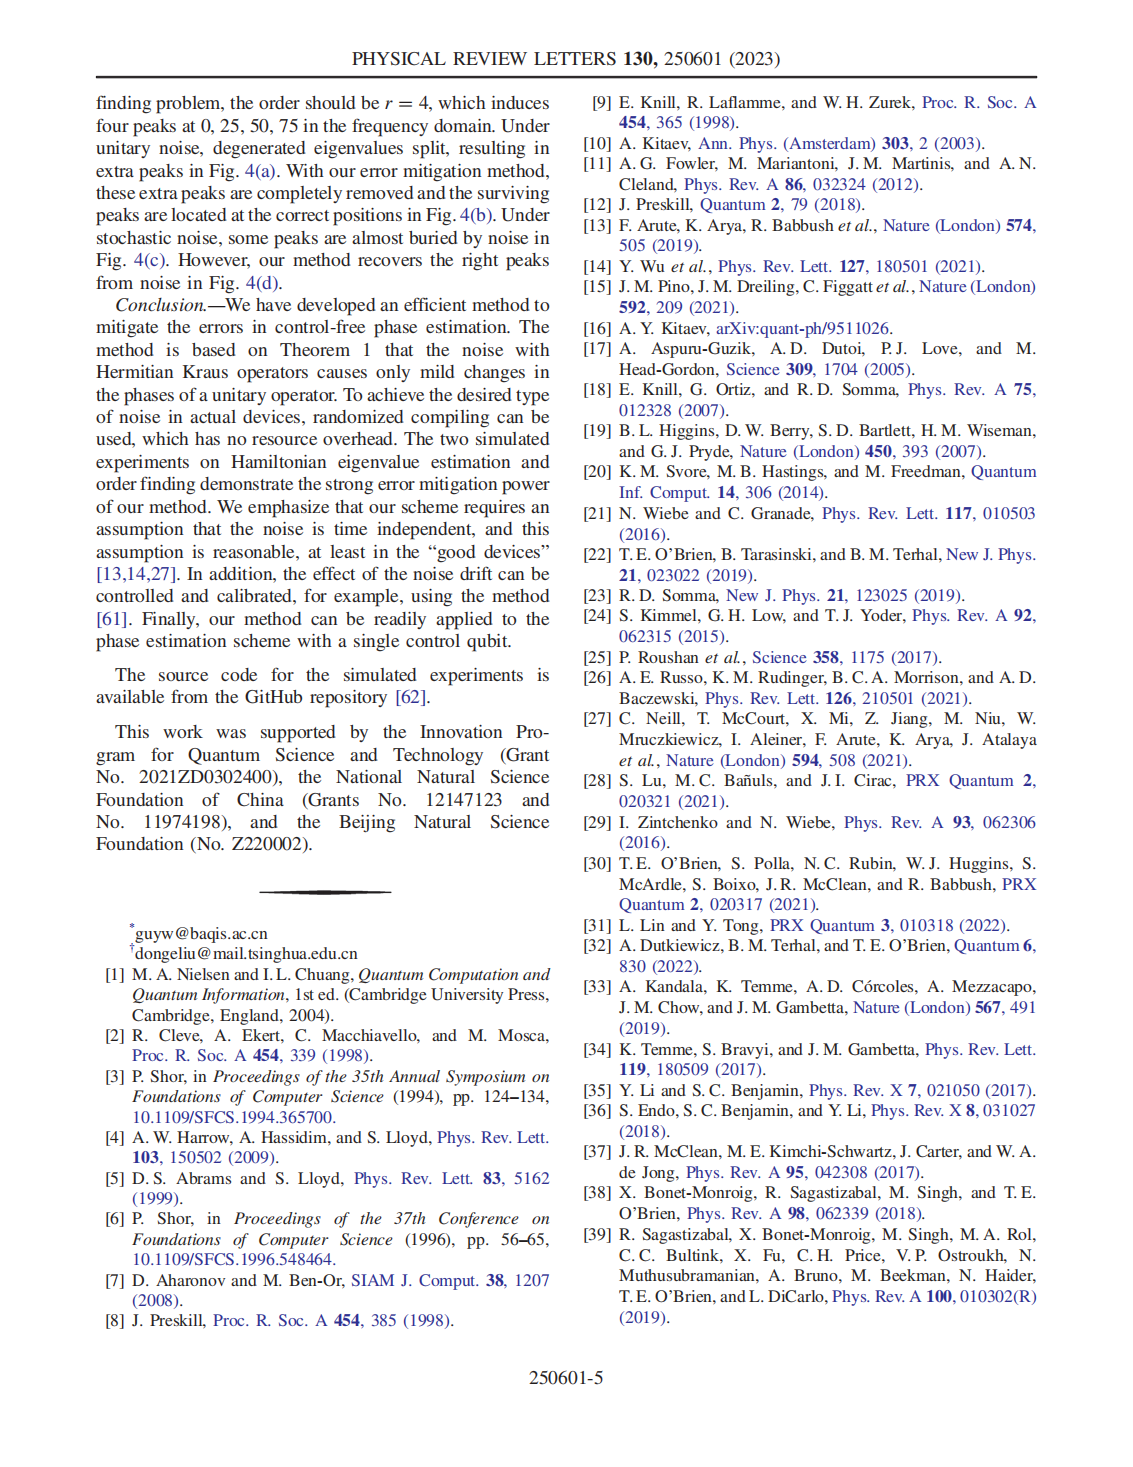 PHYSICAL REVIEW LETTERS 130, 250601 (2023)
finding problem, the order should be r = 4, which induces
four peaks at 0, 25, 50, 75 in the frequency domain. Under
unitary noise, degenerated eigenvalues split, resulting in
extra peaks in Fig. 4(a). With our error mitigation method,
these extra peaks are completely removed and the surviving
peaks are located at the correct positions in Fig. 4(b). Under
stochastic noise, some peaks are almost buried by noise in
Fig. 4(c). However, our method recovers the right peaks
from noise in Fig. 4(d).
Conclusion.—We have developed an efficient method to
mitigate the errors in control-free phase estimation. The
method is based on Theorem 1 that the noise with
Hermitian Kraus operators causes only mild changes in
the phases of a unitary operator. To achieve the desired type
of noise in actual devices, randomized compiling can be
used, which has no resource overhead. The two simulated
experiments on Hamiltonian eigenvalue estimation and
order finding demonstrate the strong error mitigation power
of our method. We emphasize that our scheme requires an
assumption that the noise is time independent, and this
assumption is reasonable, at least in the “good devices”
[13,14,27]. In addition, the effect of the noise drift can be
controlled and calibrated, for example, using the method
[61]. Finally, our method can be readily applied to the
phase estimation scheme with a single control qubit.
The source code for the simulated experiments is
available from the GitHub repository [62].
This work was supported by the Innovation Pro-
gram for Quantum Science and Technology (Grant
No. 2021ZD0302400), the National Natural Science
Foundation of China (Grants No. 12147123 and
No. 11974198), and the Beijing Natural Science
Foundation (No. Z220002).
*guyw@baqis.ac.cn
†dongeliu@mail.tsinghua.edu.cn
[1] M. A. Nielsen and I. L. Chuang, Quantum Computation and
Quantum Information, 1st ed. (Cambridge University Press,
Cambridge, England, 2004).
[2] R. Cleve, A. Ekert, C. Macchiavello, and M. Mosca,
Proc. R. Soc. A 454, 339 (1998).
[3] P. Shor, in Proceedings of the 35th Annual Symposium on
Foundations of Computer Science (1994), pp. 124–134,
10.1109/SFCS.1994.365700.
[4] A. W. Harrow, A. Hassidim, and S. Lloyd, Phys. Rev. Lett.
103, 150502 (2009).
[5] D. S. Abrams and S. Lloyd, Phys. Rev. Lett. 83, 5162
(1999).
[6] P. Shor, in Proceedings of the 37th Conference on
Foundations of Computer Science (1996), pp. 56–65,
10.1109/SFCS.1996.548464.
[7] D. Aharonov and M. Ben-Or, SIAM J. Comput. 38, 1207
(2008).
[8] J. Preskill, Proc. R. Soc. A 454, 385 (1998).
[9] E. Knill, R. Laflamme, and W. H. Zurek, Proc. R. Soc. A
454, 365 (1998).
[10] A. Kitaev, Ann. Phys. (Amsterdam) 303, 2 (2003).
[11] A. G. Fowler, M. Mariantoni, J. M. Martinis, and A. N.
Cleland, Phys. Rev. A 86, 032324 (2012).
[12] J. Preskill, Quantum 2, 79 (2018).
[13] F. Arute, K. Arya, R. Babbush et al., Nature (London) 574,
505 (2019).
[14] Y. Wu et al., Phys. Rev. Lett. 127, 180501 (2021).
[15] J. M. Pino, J. M. Dreiling, C. Figgatt et al., Nature (London)
592, 209 (2021).
[16] A. Y. Kitaev, arXiv:quant-ph/9511026.
[17] A. Aspuru-Guzik, A. D. Dutoi, P. J. Love, and M.
Head-Gordon, Science 309, 1704 (2005).
[18] E. Knill, G. Ortiz, and R. D. Somma, Phys. Rev. A 75,
012328 (2007).
[19] B. L. Higgins, D. W. Berry, S. D. Bartlett, H. M. Wiseman,
and G. J. Pryde, Nature (London) 450, 393 (2007).
[20] K. M. Svore, M. B. Hastings, and M. Freedman, Quantum
Inf. Comput. 14, 306 (2014).
[21] N. Wiebe and C. Granade, Phys. Rev. Lett. 117, 010503
(2016).
[22] T. E. O’Brien, B. Tarasinski, and B. M. Terhal, New J. Phys.
21, 023022 (2019).
[23] R. D. Somma, New J. Phys. 21, 123025 (2019).
[24] S. Kimmel, G. H. Low, and T. J. Yoder, Phys. Rev. A 92,
062315 (2015).
[25] P. Roushan et al., Science 358, 1175 (2017).
[26] A. E. Russo, K. M. Rudinger, B. C. A. Morrison, and A. D.
Baczewski, Phys. Rev. Lett. 126, 210501 (2021).
[27] C. Neill, T. McCourt, X. Mi, Z. Jiang, M. Niu, W.
Mruczkiewicz, I. Aleiner, F. Arute, K. Arya, J. Atalaya
et al., Nature (London) 594, 508 (2021).
[28] S. Lu, M. C. Bañuls, and J. I. Cirac, PRX Quantum 2,
020321 (2021).
[29] I. Zintchenko and N. Wiebe, Phys. Rev. A 93, 062306
(2016).
[30] T. E. O’Brien, S. Polla, N. C. Rubin, W. J. Huggins, S.
McArdle, S. Boixo, J. R. McClean, and R. Babbush, PRX
Quantum 2, 020317 (2021).
[31] L. Lin and Y. Tong, PRX Quantum 3, 010318 (2022).
[32] A. Dutkiewicz, B. M. Terhal, and T. E. O’Brien, Quantum 6,
830 (2022).
[33] A. Kandala, K. Temme, A. D. Córcoles, A. Mezzacapo,
J. M. Chow, and J. M. Gambetta, Nature (London) 567, 491
(2019).
[34] K. Temme, S. Bravyi, and J. M. Gambetta, Phys. Rev. Lett.
119, 180509 (2017).
[35] Y. Li and S. C. Benjamin, Phys. Rev. X 7, 021050 (2017).
[36] S. Endo, S. C. Benjamin, and Y. Li, Phys. Rev. X 8, 031027
(2018).
[37] J. R. McClean, M. E. Kimchi-Schwartz, J. Carter, and W. A.
de Jong, Phys. Rev. A 95, 042308 (2017).
[38] X. Bonet-Monroig, R. Sagastizabal, M. Singh, and T. E.
O’Brien, Phys. Rev. A 98, 062339 (2018).
[39] R. Sagastizabal, X. Bonet-Monroig, M. Singh, M. A. Rol,
C. C. Bultink, X. Fu, C. H. Price, V. P. Ostroukh, N.
Muthusubramanian, A. Bruno, M. Beekman, N. Haider,
T. E. O’Brien, and L. DiCarlo, Phys. Rev. A 100, 010302(R)
(2019).
250601-5